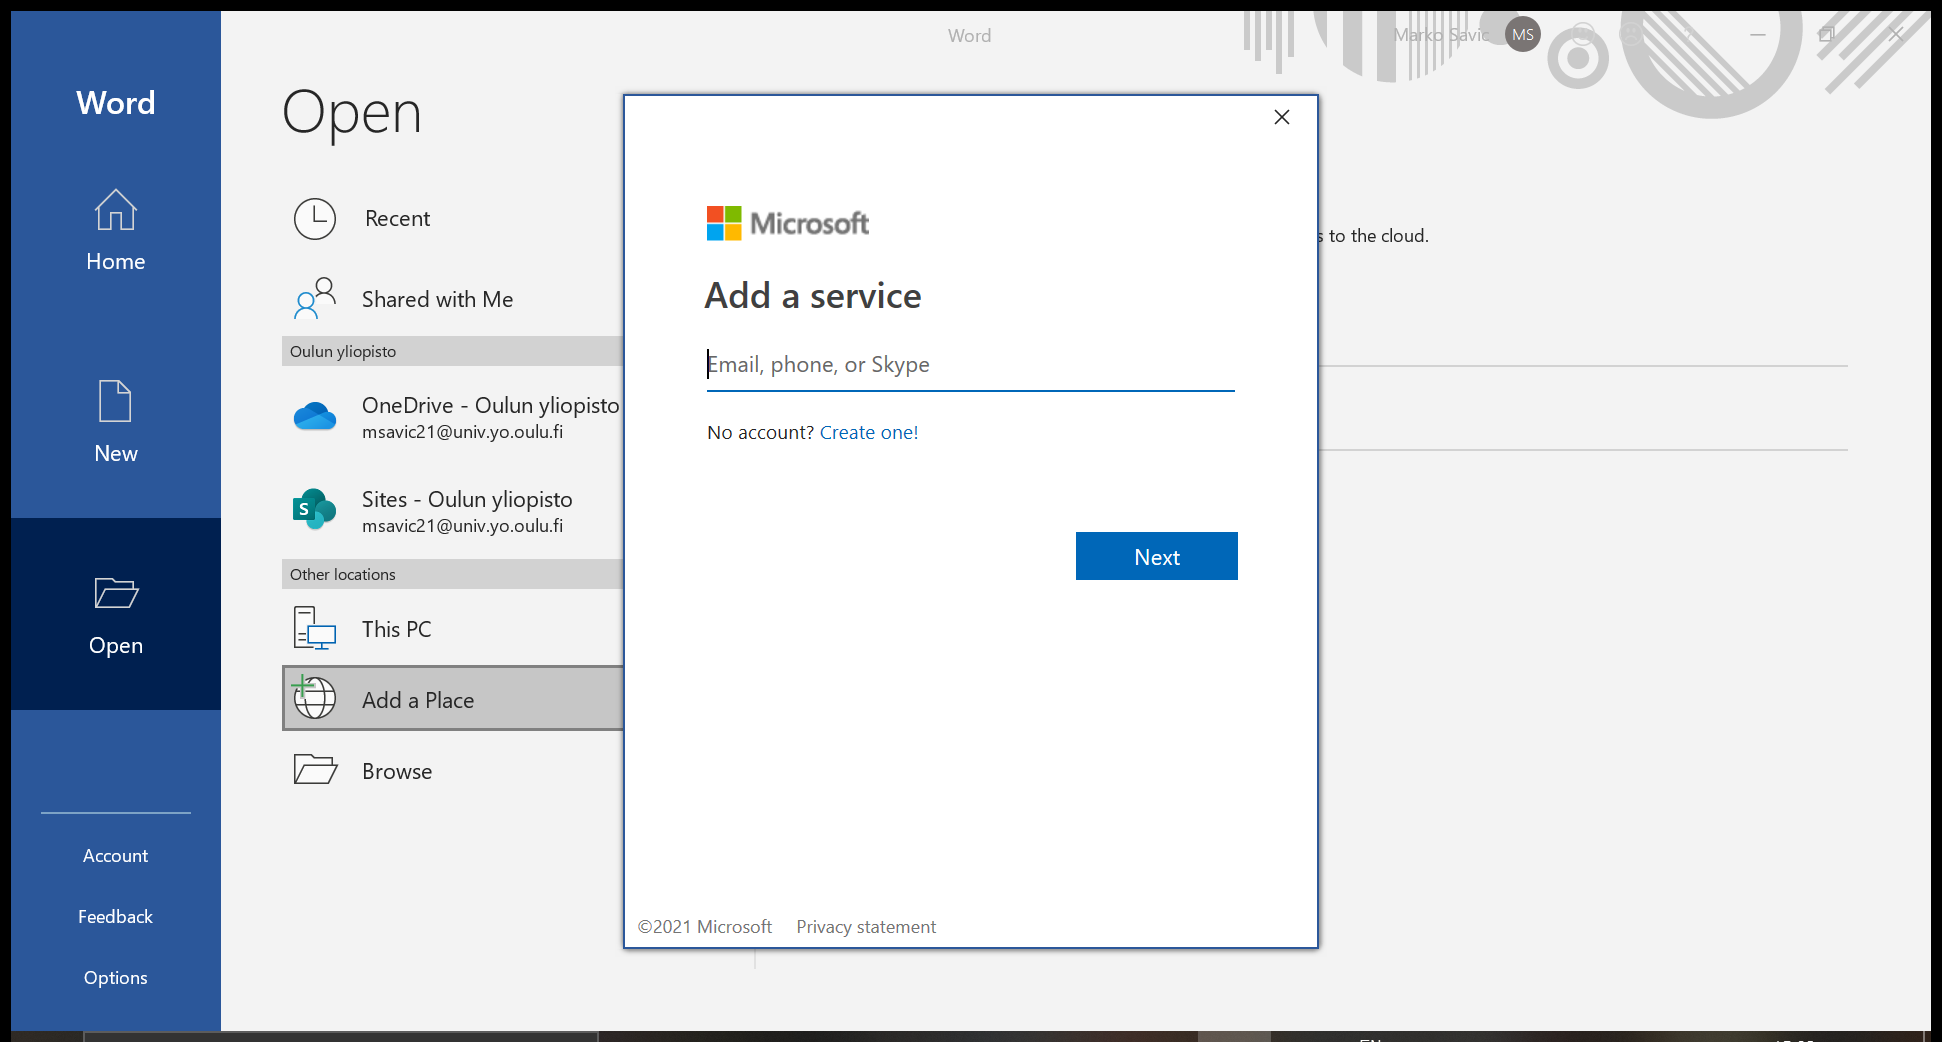 Word
Marko Savic
MS
Word
Home
New
Open
Account
Feedback
Options
Open
Recent
Shared with Me
Oulun yliopisto
OneDrive - Oulun yliopisto
msavic21@univ.yo.oulu.fi
S
Sites - Oulun yliopisto
msavic21@univ.yo.oulu.fi
Other locations
This PC
Add a Place
Browse
s to the cloud.
Microsoft
Add a service
Email, phone, or Skype
No account? Create one!
Next
©2021 Microsoft Privacy statement